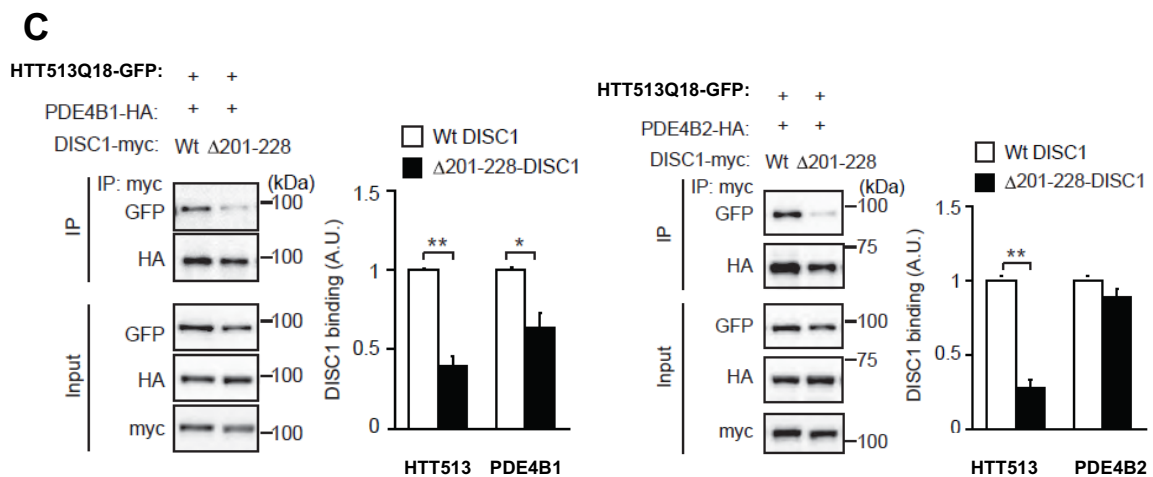 C
HTT513Q18-GFP: + +
PDE4B1-HA: + +
DISC1-myc: Wt Δ201-228
IP: myc (kDa)
IP
GFP 100
HA 100
Input
GFP 100
HA 100
myc 100
Wt DISC1
Δ201-228-DISC1
DISC1 binding (A.U.)
1.5
1
0.5
0
** *
HTT513 PDE4B1
HTT513Q18-GFP: + +
PDE4B2-HA: + +
DISC1-myc: Wt Δ201-228
IP: myc (kDa)
IP
GFP 100
HA 75
Input
GFP 100
HA 75
myc 100
Wt DISC1
Δ201-228-DISC1
DISC1 binding (A.U.)
1.5
1
0.5
0
**
HTT513 PDE4B2